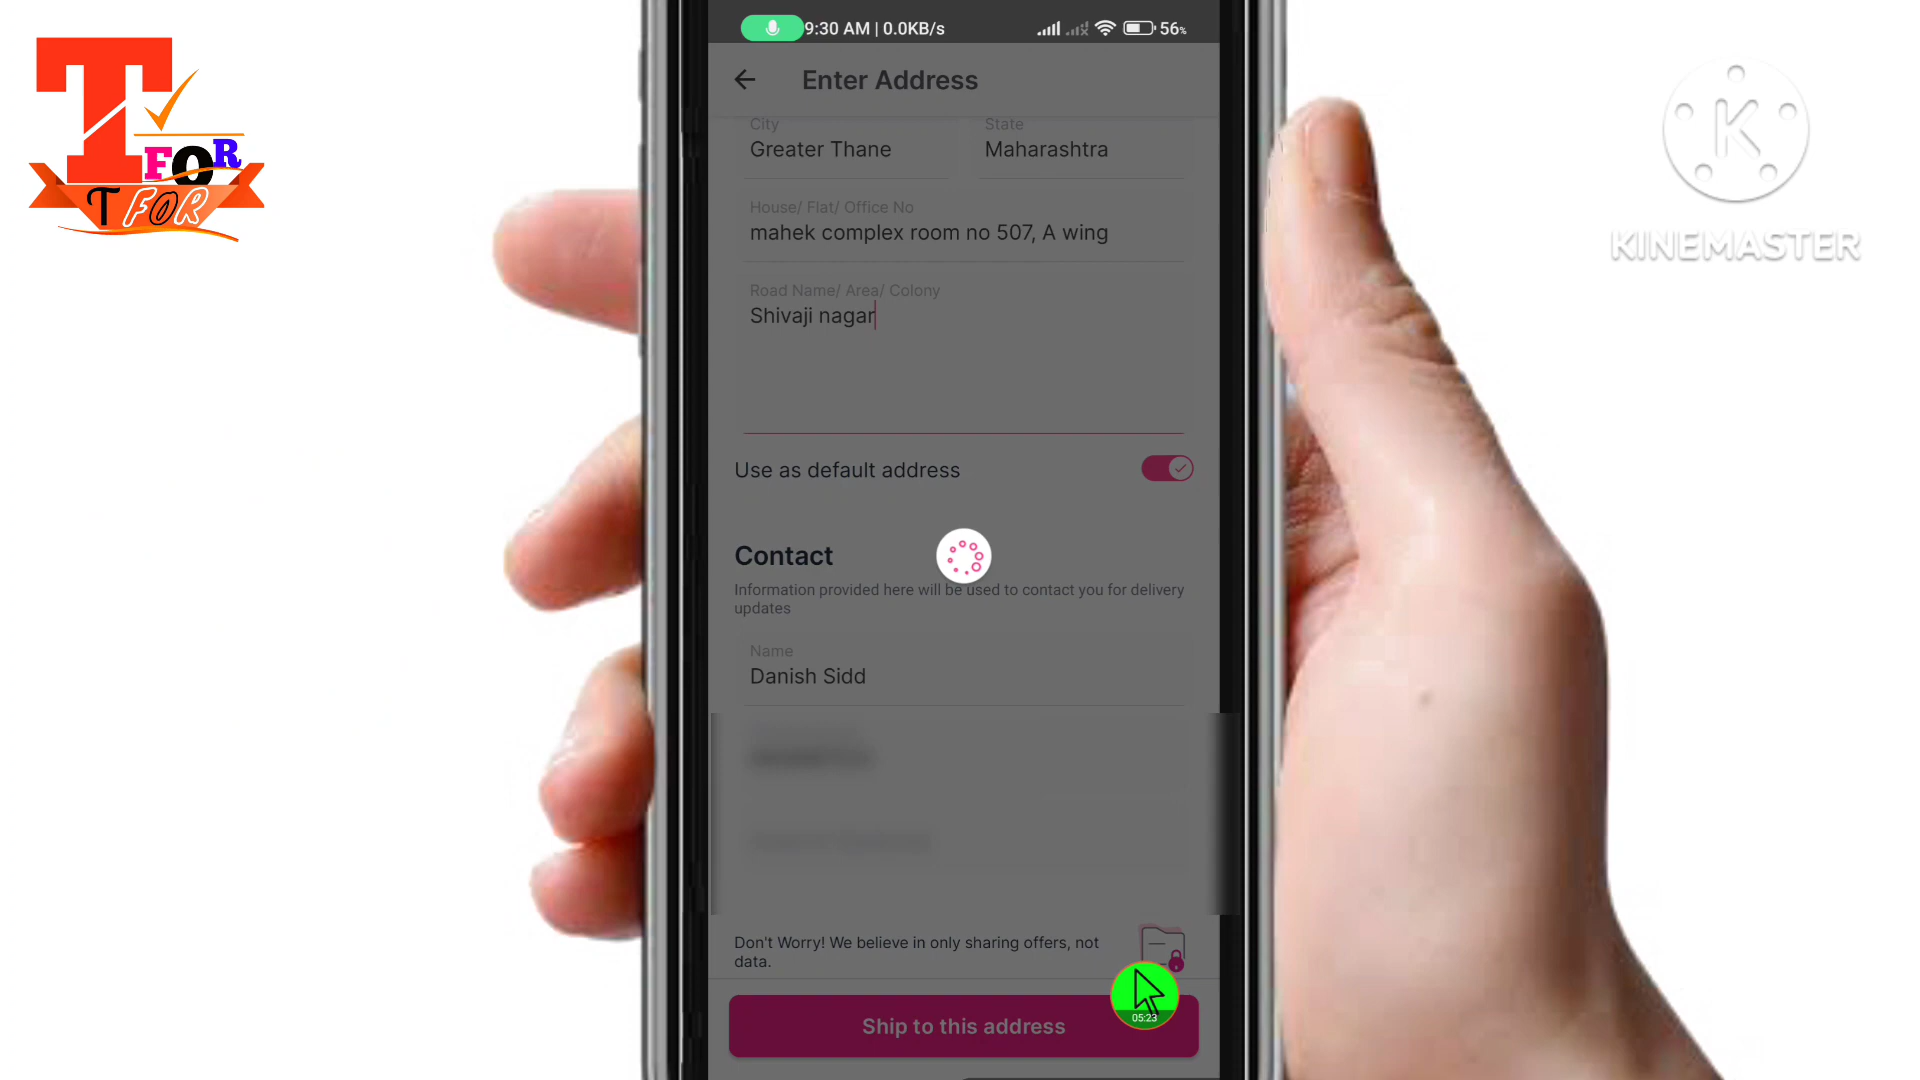 T
FOR
T FOR
9:30 AM | 0.0KB/s
56%
Enter Address
City
Greater Thane
State
Maharashtra
House/ Flat/ Office No
mahek complex room no 507, A wing
Road Name/ Area/ Colony
Shivaji nagar
Use as default address
Contact
Information provided here will be used to contact you for delivery
updates
Name
Danish Sidd
Don't Worry! We believe in only sharing offers, not
data.
05:23
Ship to this address
K
KINEMASTER